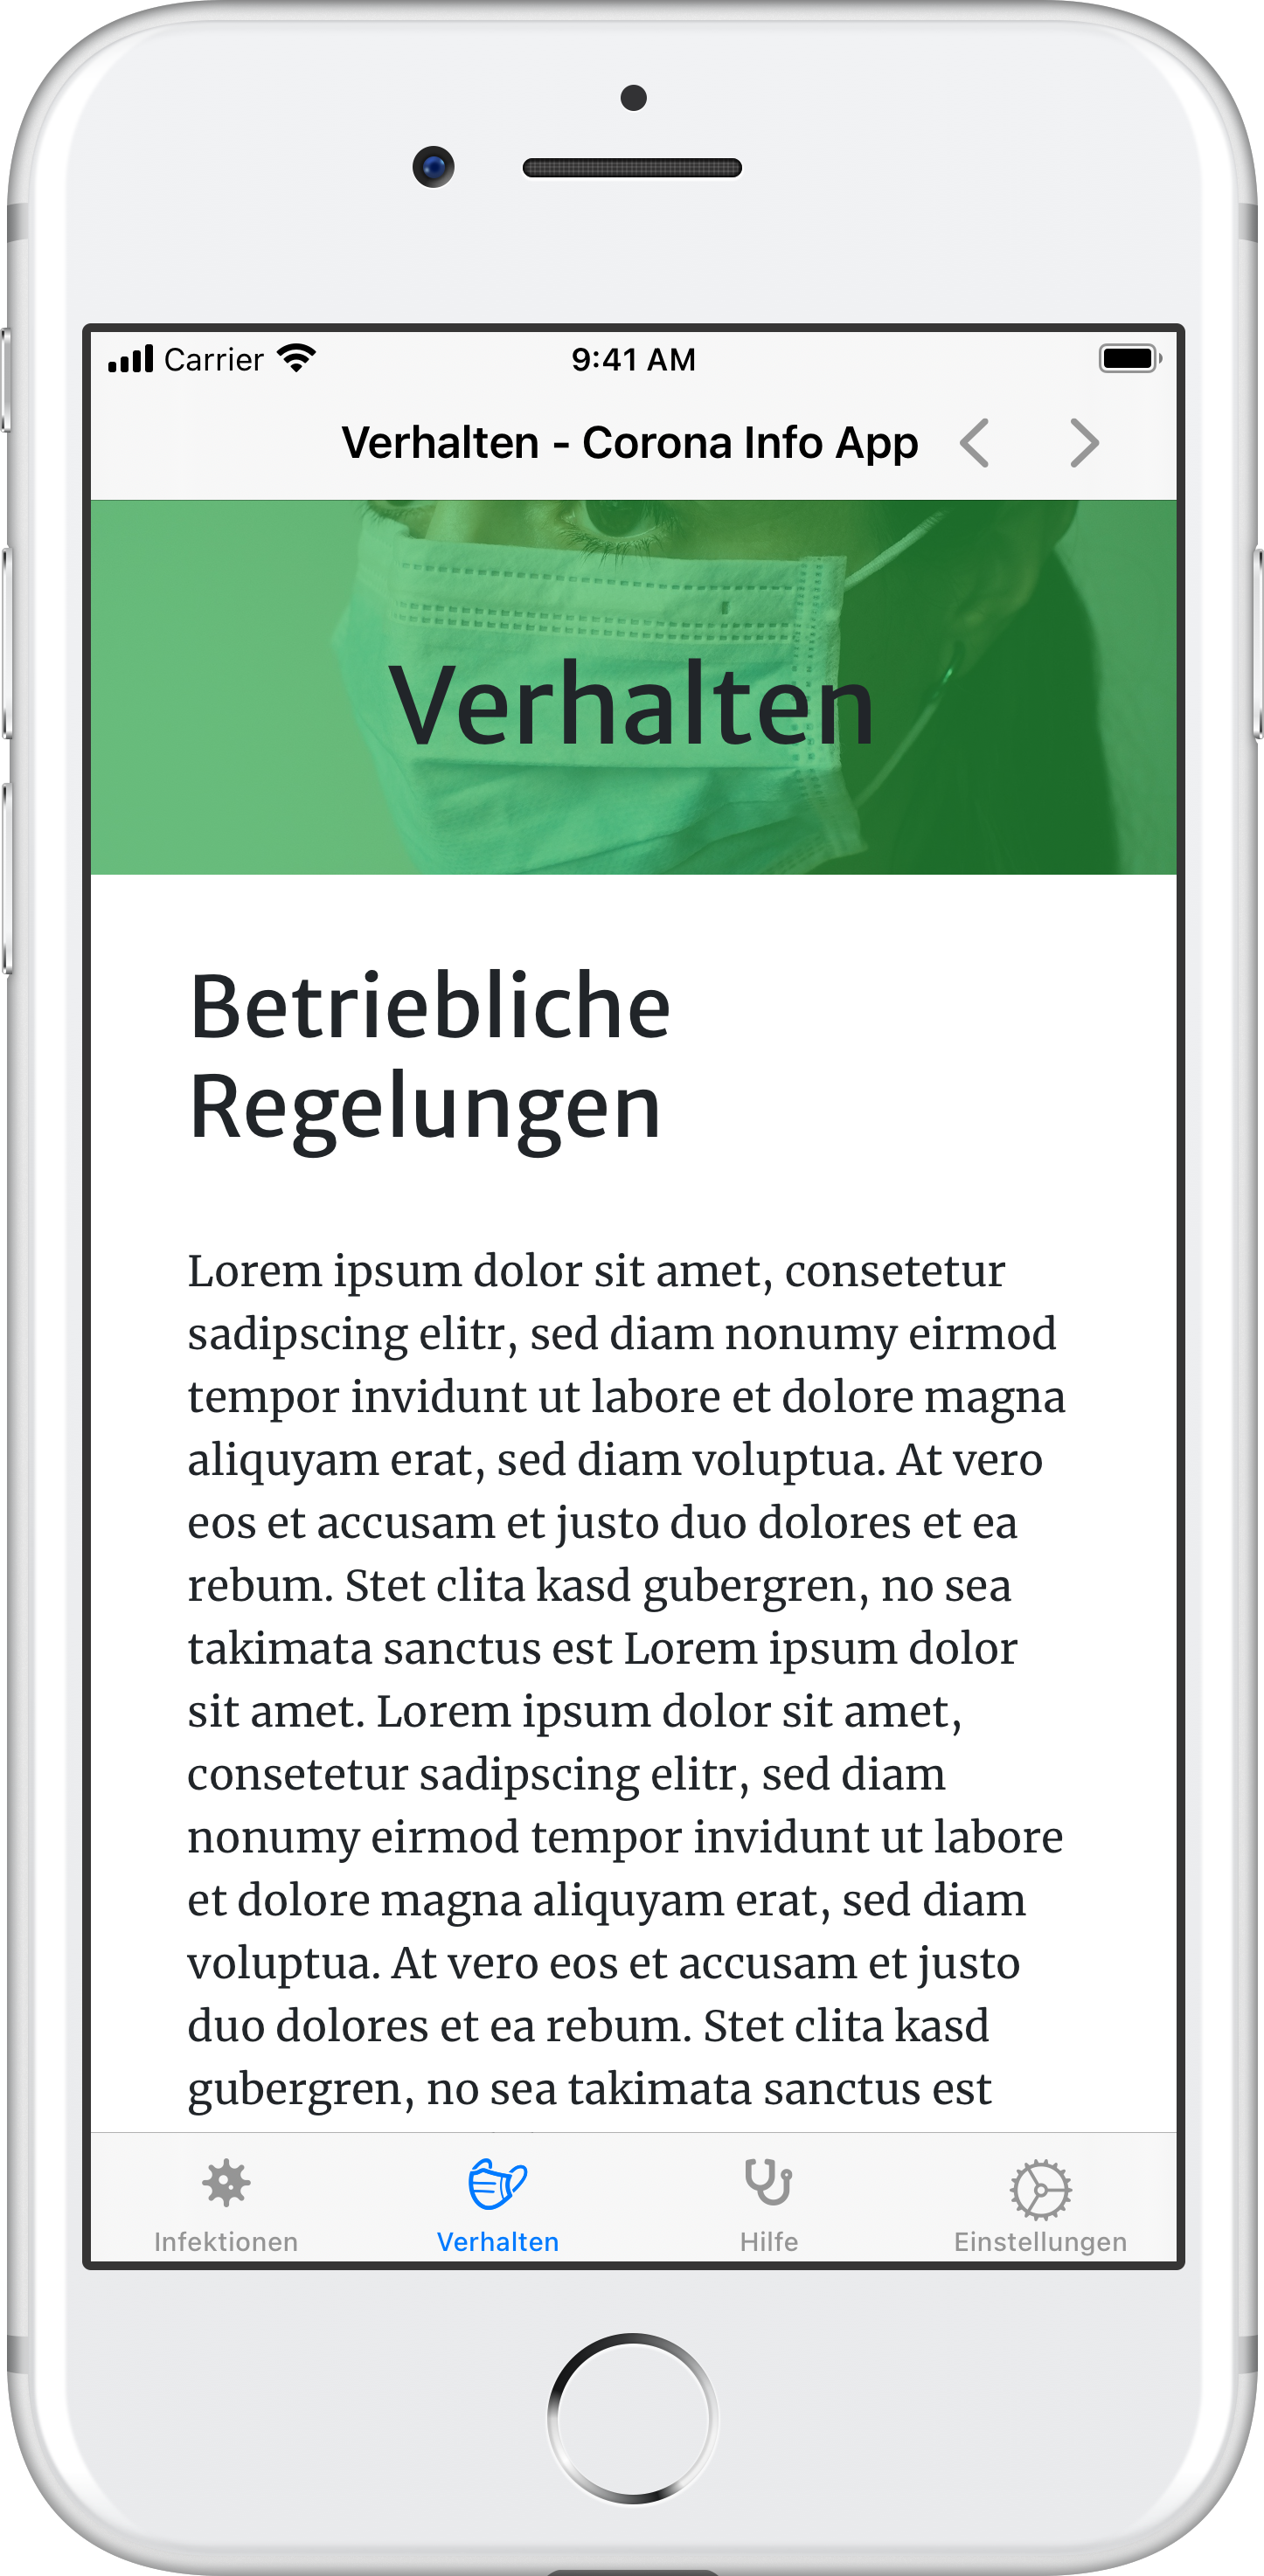 Carrier 9:41 AM
Verhalten - Corona Info App
Verhalten
Betriebliche
Regelungen
Lorem ipsum dolor sit amet, consetetur
sadipscing elitr, sed diam nonumy eirmod
tempor invidunt ut labore et dolore magna
aliquyam erat, sed diam voluptua. At vero
eos et accusam et justo duo dolores et ea
rebum. Stet clita kasd gubergren, no sea
takimata sanctus est Lorem ipsum dolor
sit amet. Lorem ipsum dolor sit amet,
consetetur sadipscing elitr, sed diam
nonumy eirmod tempor invidunt ut labore
et dolore magna aliquyam erat, sed diam
voluptua. At vero eos et accusam et justo
duo dolores et ea rebum. Stet clita kasd
gubergren, no sea takimata sanctus est
Infektionen Verhalten Hilfe Einstellungen